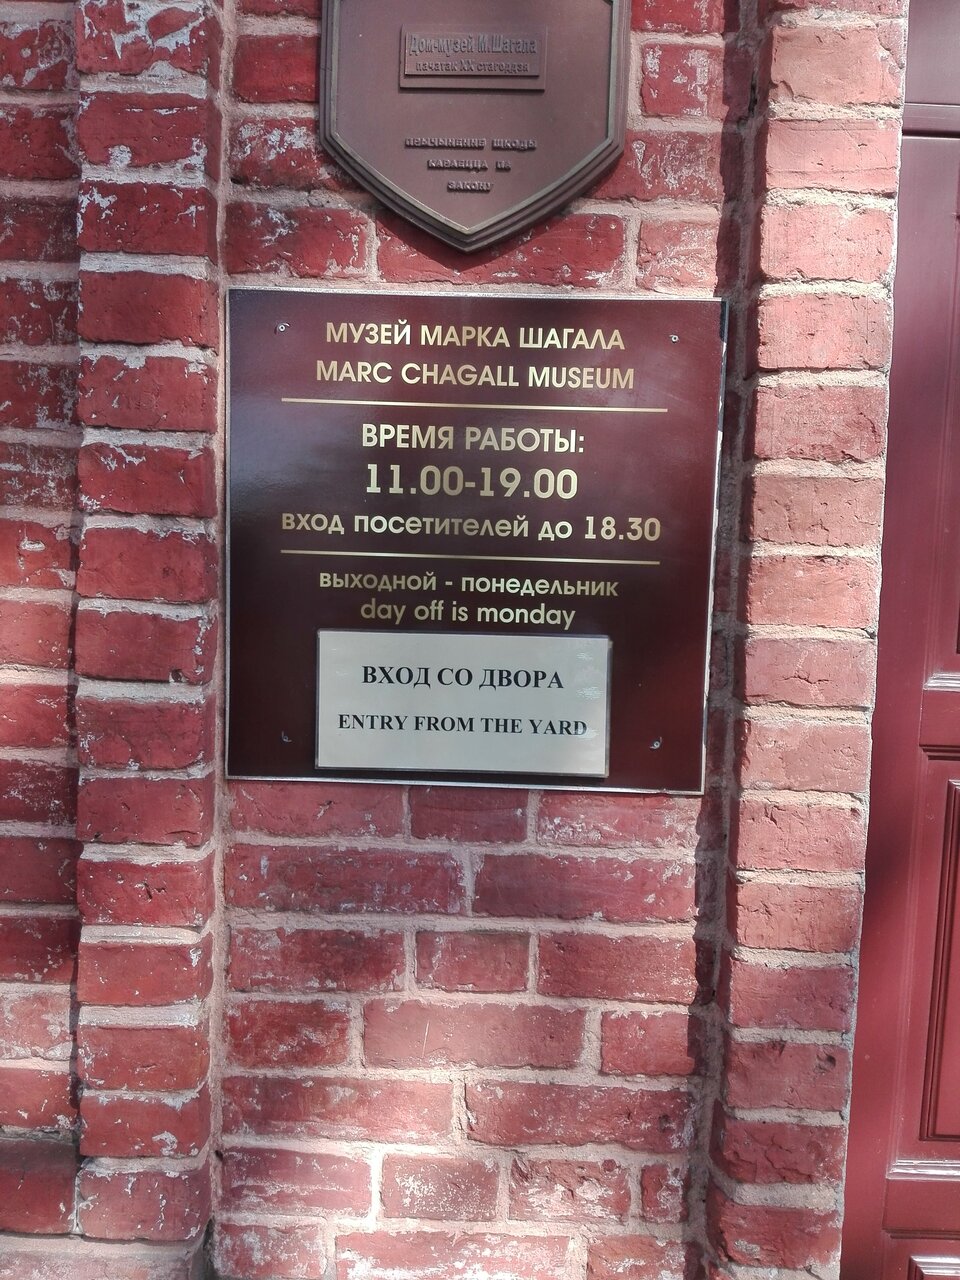 Дом-музей М.Шагала
пачатак XX стагоддзя
ПРЫЧЫНЕННЕ ШКОДЫ
КАРАЕЦЦА ПА
ЗАКОНУ
МУЗЕЙ МАРКА ШАГАЛА
MARC CHAGALL MUSEUM
ВРЕМЯ РАБОТЫ:
11.00-19.00
вход посетителей до 18.30
выходной - понедельник
day off is monday
ВХОД СО ДВОРА
ENTRY FROM THE YARD